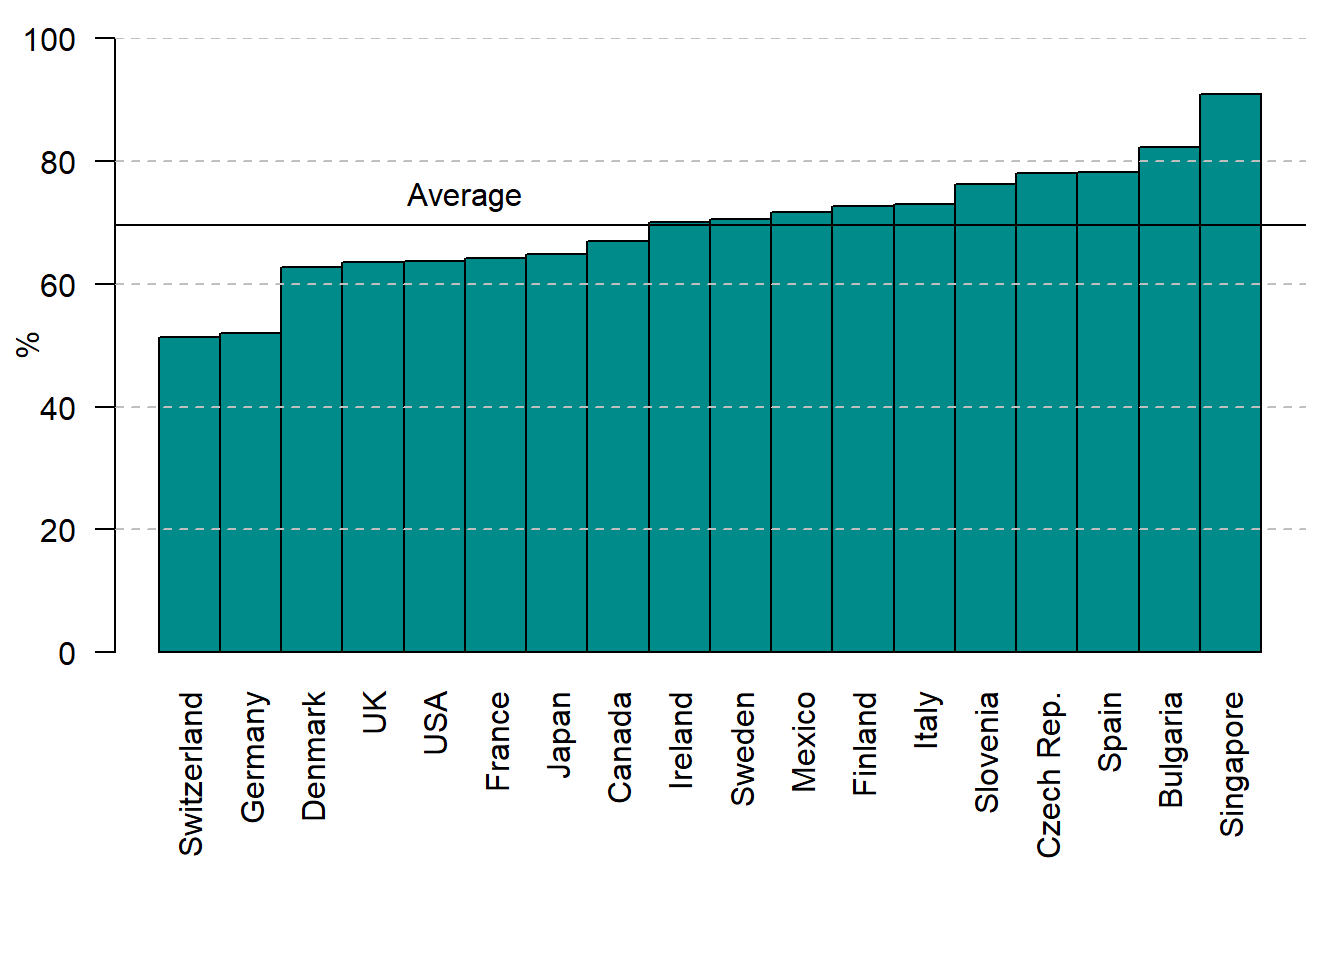 100
80
60
40
20
0
%
Average
Switzerland
Germany
Denmark
UK
USA
France
Japan
Canada
Ireland
Sweden
Mexico
Finland
Italy
Slovenia
Czech Rep.
Spain
Bulgaria
Singapore